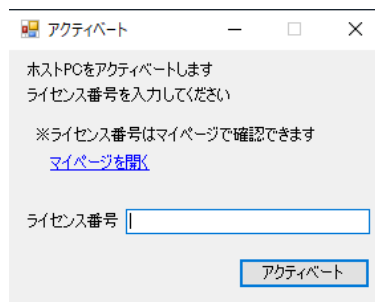 アクティベート
ホストPCをアクティベートします
ライセンス番号を入力してください
※ライセンス番号はマイページで確認できます
マイページを開く
ライセンス番号
アクティベート